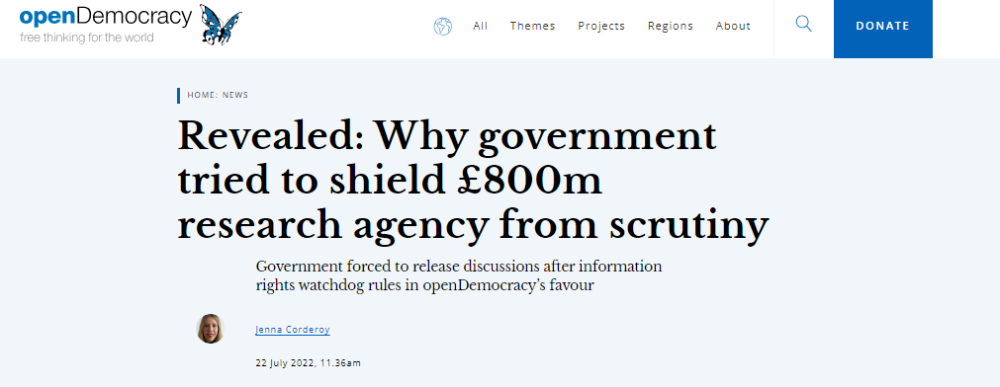 openDemocracy
free thinking for the world
All Themes Projects Regions About
DONATE
HOME: NEWS
Revealed: Why government
tried to shield £800m
research agency from scrutiny
Government forced to release discussions after information
rights watchdog rules in openDemocracy’s favour
Jenna Corderoy
22 July 2022, 11.36am